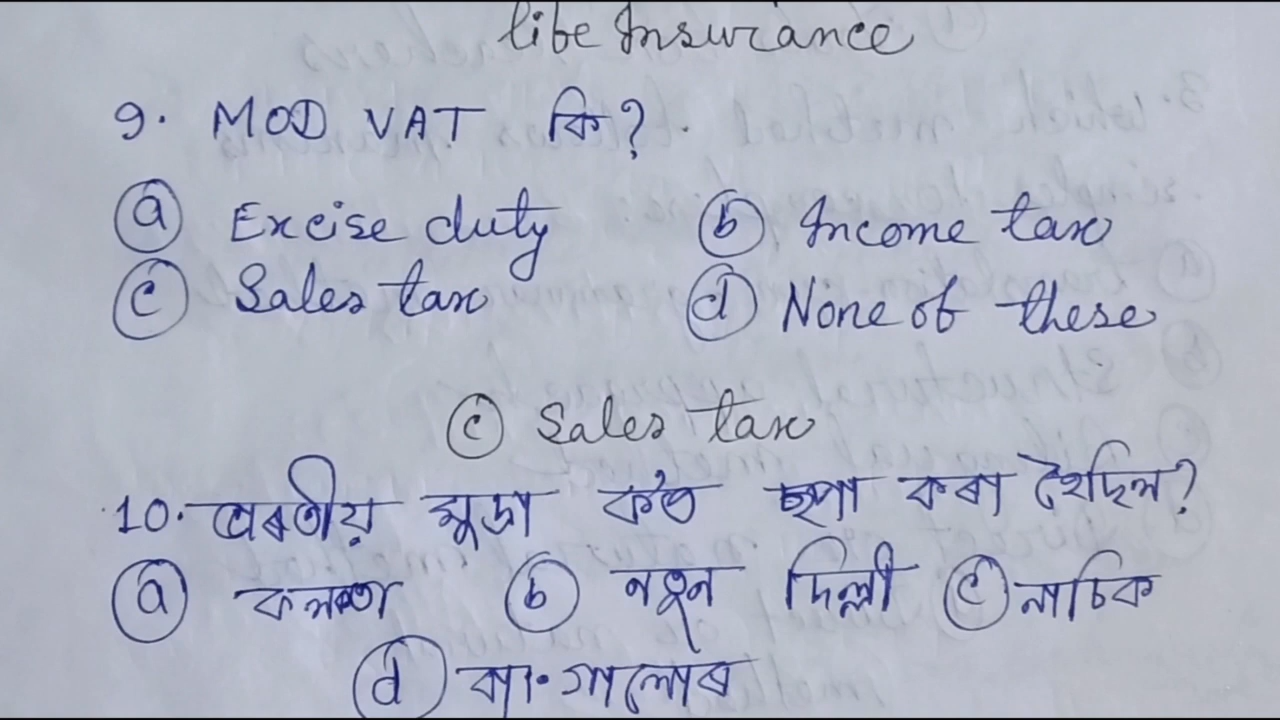 life Insurance
9. MOD VAT কি?
ⓐ Excise duty ⓑ Income tax
ⓒ Sales tax ⓓ None of these
ⓒ Sales tax
10. ভাৰতীয় মুদ্ৰা ক'ত ছপা কৰা হৈছিল?
ⓐ কলকতা ⓑ নতুন দিল্লী ⓒ নাচিক
ⓓ বাংগালোৰ